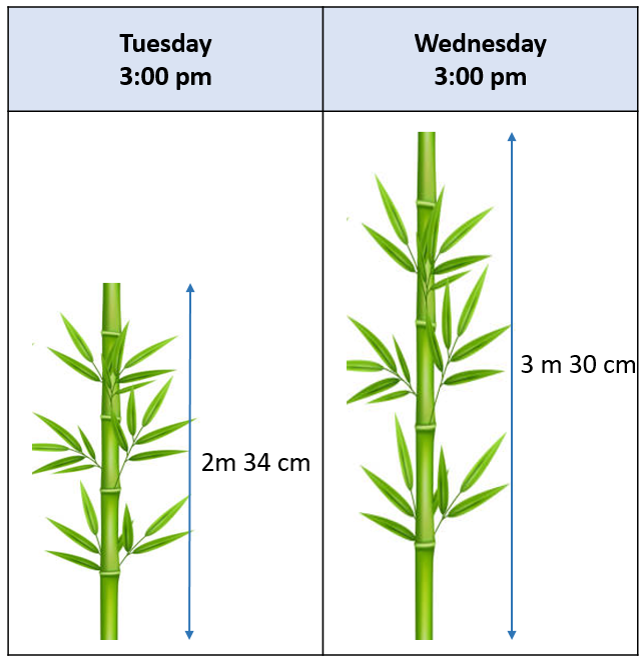 Tuesday
3:00 pm
Wednesday
3:00 pm
2m 34 cm
3 m 30 cm